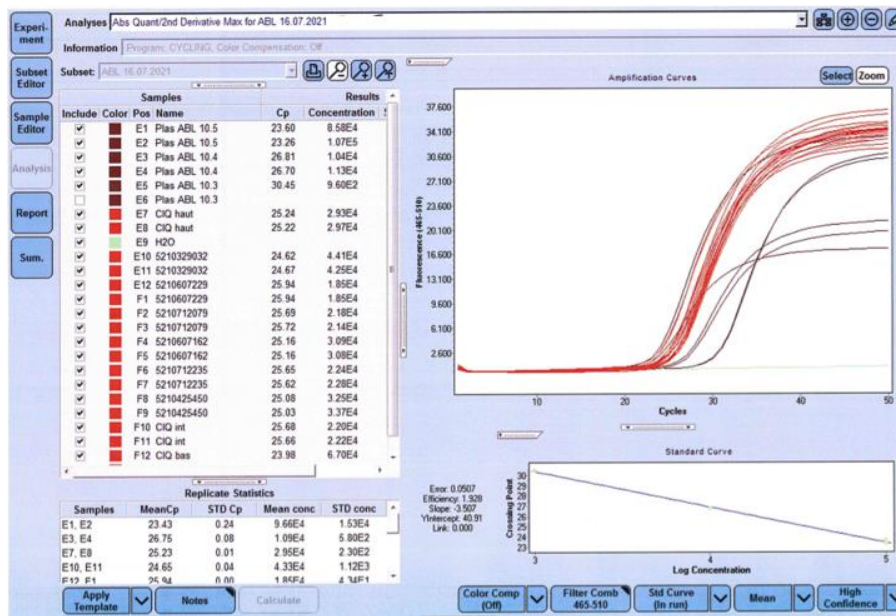 Experi-
ment
Subset
Editor
Sample
Editor
Analysis
Report
Sum.
Analyses Abs Quant/2nd Derivative Max for ABL 16.07.2021
Information Program: CYCLING, Color Compensation: Off
Subset: ABL 16.07.2021
Samples Results
Include Color Pos Name Cp Concentration
E1 Plas ABL 10.5 23.60 8.58E4
E2 Plas ABL 10.5 23.26 1.07E5
E3 Plas ABL 10.4 26.81 1.04E4
E4 Plas ABL 10.4 26.70 1.13E4
E5 Plas ABL 10.3 30.45 9.60E2
E6 Plas ABL 10.3
E7 CIQ haut 25.24 2.93E4
E8 CIQ haut 25.22 2.97E4
E9 H2O
E10 5210329032 24.62 4.41E4
E11 5210329032 24.67 4.25E4
E12 5210607229 25.94 1.85E4
F1 5210607229 25.94 1.85E4
F2 5210712079 25.69 2.18E4
F3 5210712079 25.72 2.14E4
F4 5210607162 25.16 3.09E4
F5 5210607162 25.16 3.08E4
F6 5210712235 25.65 2.24E4
F7 5210712235 25.62 2.28E4
F8 5210425450 25.08 3.25E4
F9 5210425450 25.03 3.37E4
F10 CIQ int 25.68 2.20E4
F11 CIQ int 25.66 2.22E4
F12 CIQ bas 23.98 6.70E4
Replicate Statistics
Samples MeanCp STD Cp Mean conc STD conc
E1, E2 23.43 0.24 9.66E4 1.53E4
E3, E4 26.75 0.08 1.09E4 5.80E2
E7, E8 25.23 0.01 2.95E4 2.30E2
E10, E11 24.65 0.04 4.33E4 1.12E3
E12, F1 25.94 0.00 1.85E4 4.34E1
Apply
Template
Notes
Calculate
Amplification Curves
Select
Zoom
Fluorescence (465-510)
37.600
34.100
30.600
27.100
23.600
20.100
16.600
13.100
9.600
6.100
2.600
10 20 30 40 50
Cycles
Standard Curve
Error: 0.0507
Efficiency: 1.928
Slope: -3.507
YIntercept: 40.91
Link: 0.000
Crossing Point
30
29
28
27
26
25
24
23
3 4 5
Log Concentration
Color Comp
(Off)
Filter Comb
465-510
Std Curve
(In run)
Mean
High
Confidence